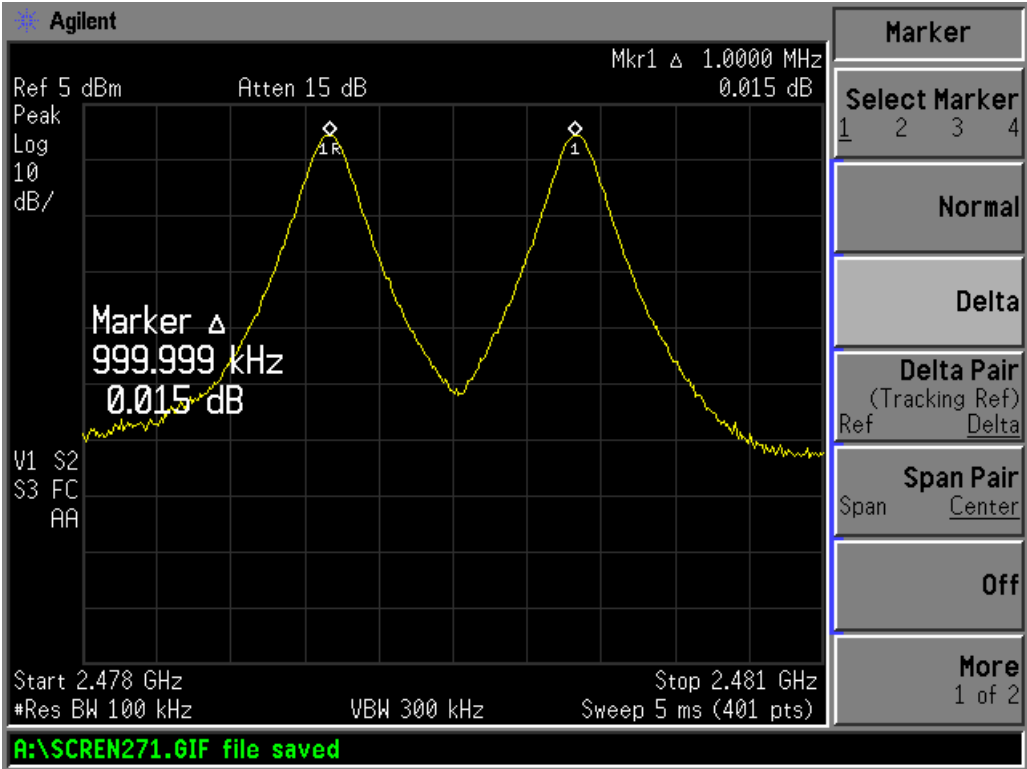 Agilent
Mkr1 Δ 1.0000 MHz
Ref 5 dBm Atten 15 dB 0.015 dB
Peak
Log
10
dB/
1R
1
Marker Δ
999.999 kHz
0.015 dB
V1 S2
S3 FC
AA
Start 2.478 GHz Stop 2.481 GHz
#Res BW 100 kHz VBW 300 kHz Sweep 5 ms (401 pts)
A:\SCREN271.GIF file saved
Marker
Select Marker
1 2 3 4
Normal
Delta
Delta Pair
(Tracking Ref)
Ref Delta
Span Pair
Span Center
Off
More
1 of 2